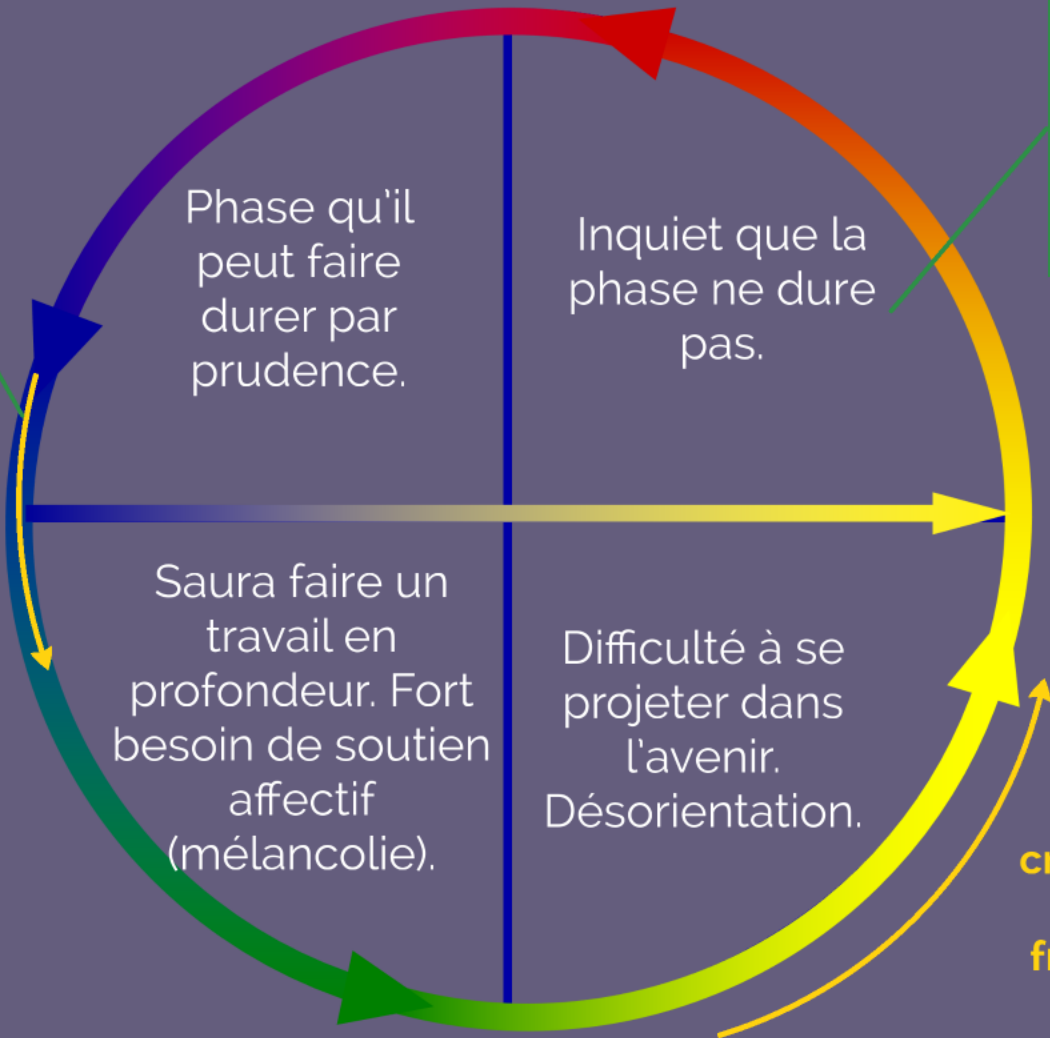 Phase qu'il
peut faire
durer par
prudence.
Inquiet que la
phase ne dure
pas.
Saura faire un
travail en
profondeur. Fort
besoin de soutien
affectif
(mélancolie).
Difficulté à se
projeter dans
l'avenir.
Désorientation.